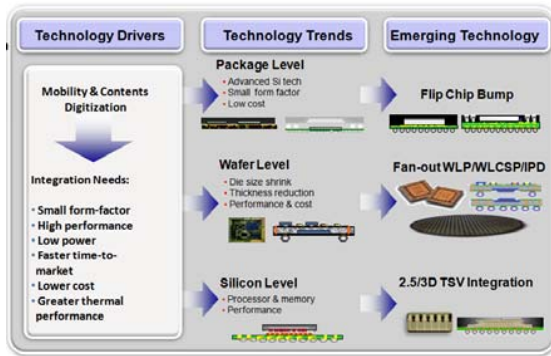 Technology Drivers
Technology Trends
Emerging Technology
Mobility & Contents
Digitization
Integration Needs:
• Small form-factor
• High performance
• Low power
• Faster time-to-
market
• Lower cost
• Greater thermal
performance
Package Level
• Advanced Si tech
• Small form factor
• Low cost
Flip Chip Bump
Wafer Level
• Die size shrink
• Thickness reduction
• Performance & cost
Fan-out WLP/WLCSP/IPD
Silicon Level
• Processor & memory
• Performance
2.5/3D TSV Integration